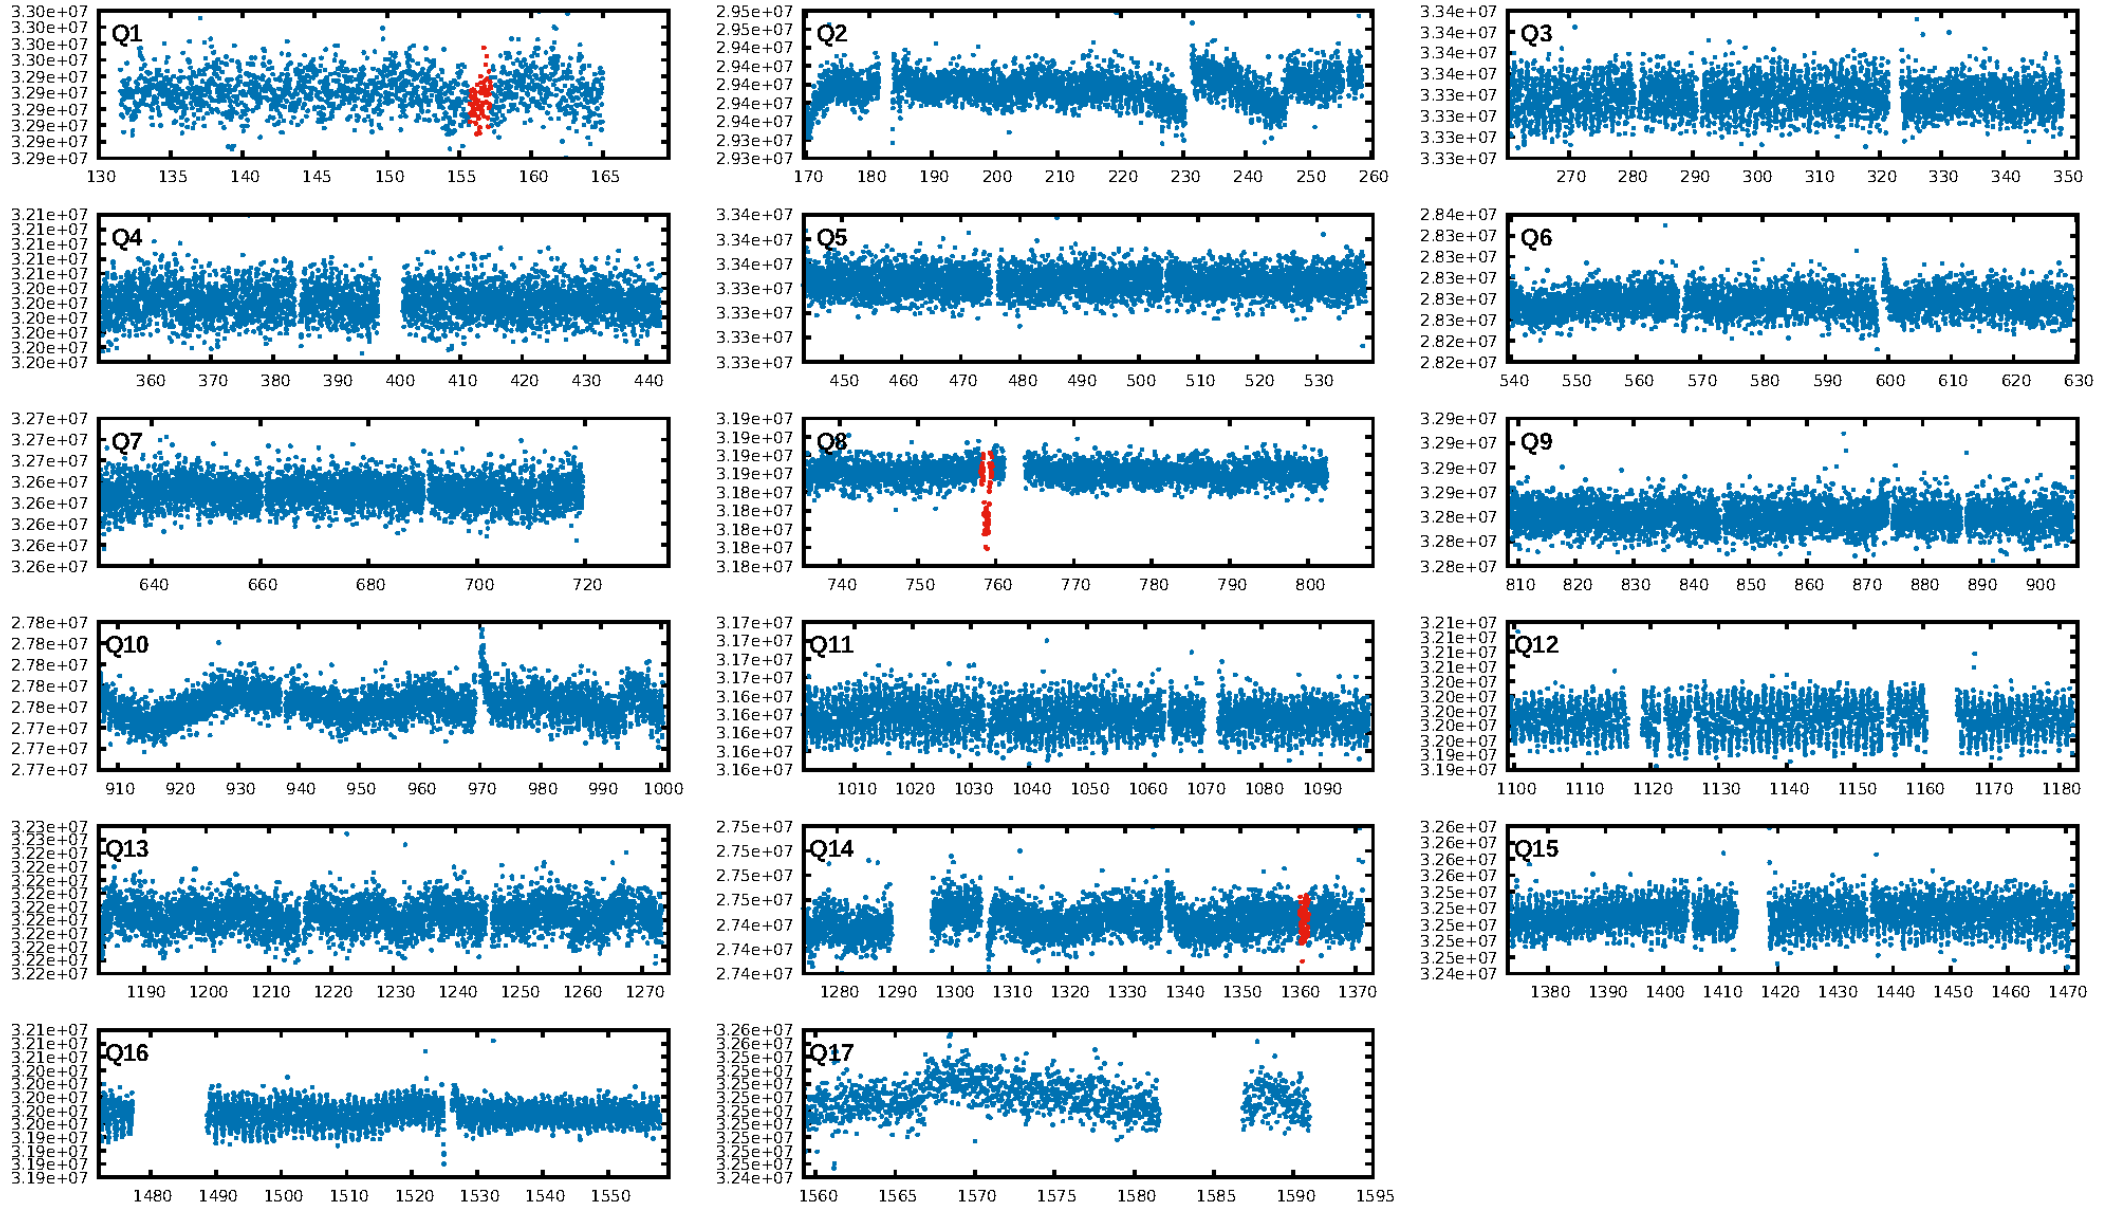 3.30e+07
3.30e+07
3.30e+07
3.30e+07
3.29e+07
3.29e+07
3.29e+07
3.29e+07
3.29e+07
3.29e+07
Q1
130 135 140 145 150 155 160 165
2.95e+07
2.95e+07
2.94e+07
2.94e+07
2.94e+07
2.94e+07
2.94e+07
2.93e+07
2.93e+07
Q2
170 180 190 200 210 220 230 240 250 260
3.34e+07
3.34e+07
3.34e+07
3.34e+07
3.33e+07
3.33e+07
3.33e+07
3.33e+07
Q3
270 280 290 300 310 320 330 340 350
3.21e+07
3.21e+07
3.21e+07
3.21e+07
3.21e+07
3.20e+07
3.20e+07
3.20e+07
3.20e+07
3.20e+07
3.20e+07
Q4
360 370 380 390 400 410 420 430 440
3.34e+07
3.34e+07
3.34e+07
3.33e+07
3.33e+07
3.33e+07
3.33e+07
Q5
450 460 470 480 490 500 510 520 530
2.84e+07
2.83e+07
2.83e+07
2.83e+07
2.83e+07
2.83e+07
2.82e+07
2.82e+07
Q6
540 550 560 570 580 590 600 610 620 630
3.27e+07
3.27e+07
3.27e+07
3.26e+07
3.26e+07
3.26e+07
3.26e+07
3.26e+07
Q7
640 660 680 700 720
3.19e+07
3.19e+07
3.19e+07
3.19e+07
3.18e+07
3.18e+07
3.18e+07
3.18e+07
3.18e+07
Q8
740 750 760 770 780 790 800
3.29e+07
3.29e+07
3.29e+07
3.29e+07
3.28e+07
3.28e+07
3.28e+07
Q9
810 820 830 840 850 860 870 880 890 900
2.78e+07
2.78e+07
2.78e+07
2.78e+07
2.78e+07
2.77e+07
2.77e+07
2.77e+07
Q10
910 920 930 940 950 960 970 980 990 1000
3.17e+07
3.17e+07
3.17e+07
3.17e+07
3.16e+07
3.16e+07
3.16e+07
3.16e+07
3.16e+07
Q11
1010 1020 1030 1040 1050 1060 1070 1080 1090
3.21e+07
3.21e+07
3.21e+07
3.21e+07
3.20e+07
3.20e+07
3.20e+07
3.20e+07
3.20e+07
3.20e+07
3.19e+07
Q12
1100 1110 1120 1130 1140 1150 1160 1170 1180
3.23e+07
3.23e+07
3.22e+07
3.22e+07
3.22e+07
3.22e+07
3.22e+07
3.22e+07
3.22e+07
3.22e+07
3.22e+07
3.22e+07
Q13
1190 1200 1210 1220 1230 1240 1250 1260 1270
2.75e+07
2.75e+07
2.75e+07
2.75e+07
2.74e+07
2.74e+07
2.74e+07
Q14
1280 1290 1300 1310 1320 1330 1340 1350 1360 1370
3.26e+07
3.26e+07
3.26e+07
3.26e+07
3.25e+07
3.25e+07
3.25e+07
3.25e+07
3.25e+07
3.24e+07
Q15
1380 1390 1400 1410 1420 1430 1440 1450 1460 1470
3.21e+07
3.21e+07
3.21e+07
3.20e+07
3.20e+07
3.20e+07
3.20e+07
3.20e+07
3.19e+07
3.19e+07
3.19e+07
3.19e+07
Q16
1480 1490 1500 1510 1520 1530 1540 1550
3.26e+07
3.26e+07
3.25e+07
3.25e+07
3.25e+07
3.25e+07
3.25e+07
3.25e+07
3.25e+07
3.25e+07
3.25e+07
3.24e+07
Q17
1560 1565 1570 1575 1580 1585 1590 1595